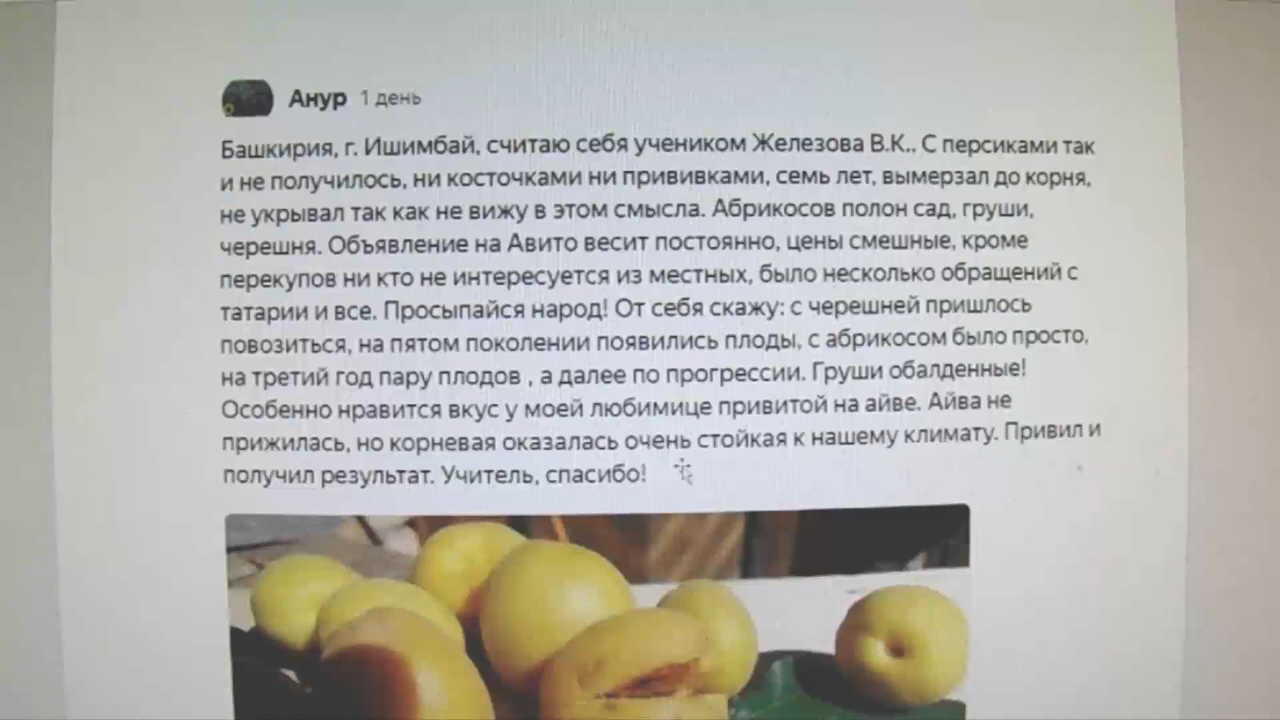 Анур 1 день
Башкирия, г. Ишимбай, считаю себя учеником Железова В.К.. С персиками так
и не получилось, ни косточками ни прививками, семь лет, вымерзал до корня,
не укрывал так как не вижу в этом смысла. Абрикосов полон сад, груши,
черешня. Объявление на Авито весит постоянно, цены смешные, кроме
перекупов ни кто не интересуется из местных, было несколько обращений с
татарии и все. Просыпайся народ! От себя скажу: с черешней пришлось
повозиться, на пятом поколении появились плоды, с абрикосом было просто,
на третий год пару плодов , а далее по прогрессии. Груши обалденные!
Особенно нравится вкус у моей любимице привитой на айве. Айва не
прижилась, но корневая оказалась очень стойкая к нашему климату. Привил и
получил результат. Учитель, спасибо!